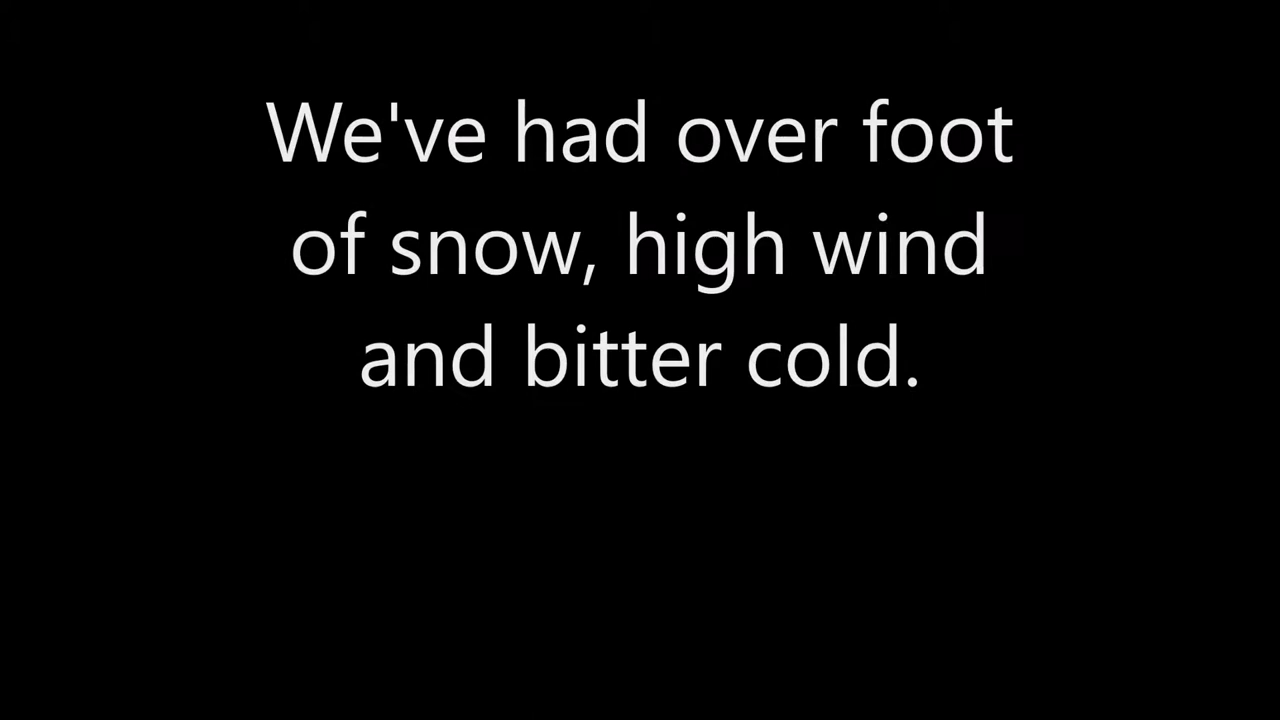 We've had over foot
of snow, high wind
and bitter cold.